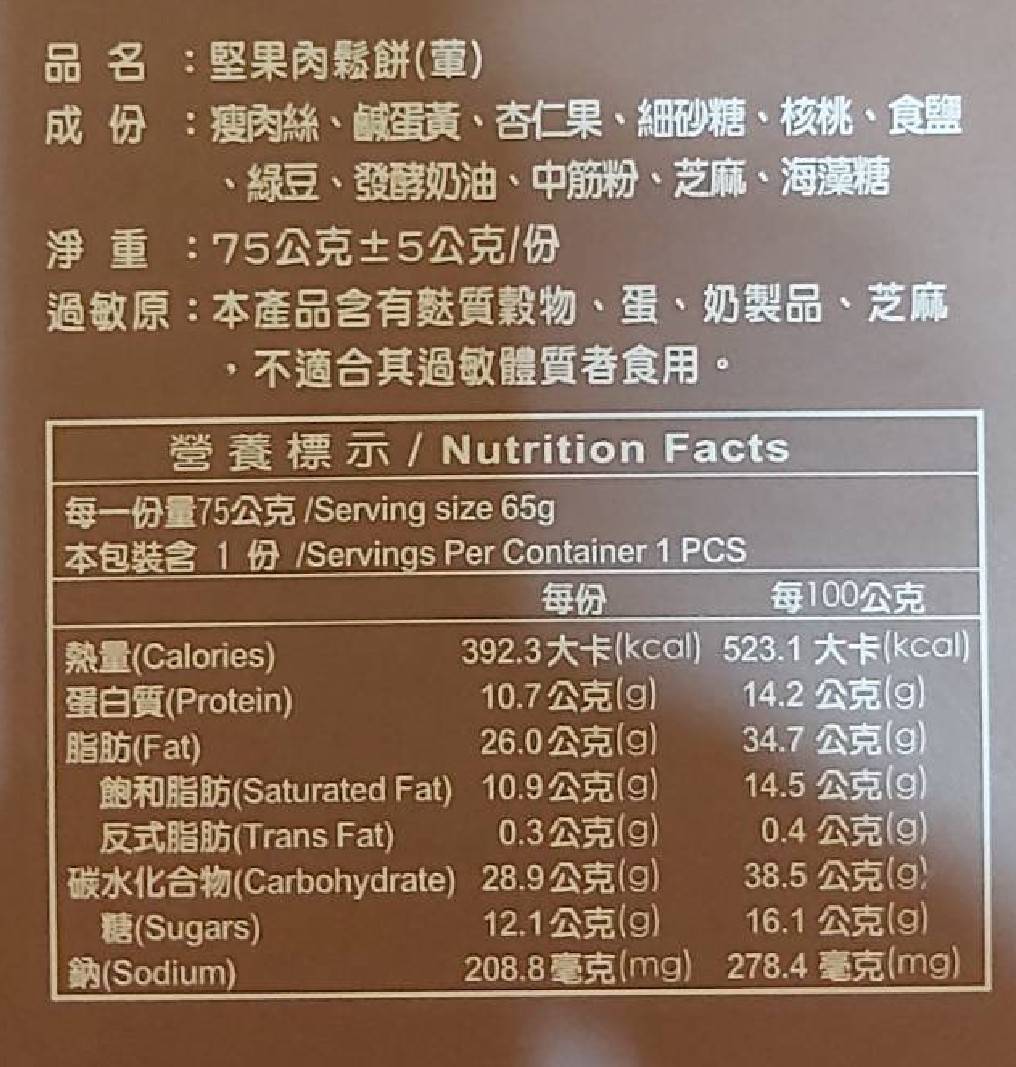 品 名 ：堅果肉鬆餅(葷)
成 份 ：瘦肉絲、鹹蛋黃、杏仁果、細砂糖、核桃、食鹽
、綠豆、發酵奶油、中筋粉、芝麻、海藻糖
淨 重 ：75公克±5公克/份
過敏原：本產品含有麩質穀物、蛋、奶製品、芝麻
，不適合其過敏體質者食用。
營養標示 / Nutrition Facts
每一份量75公克 /Serving size 65g
本包裝含 1 份 /Servings Per Container 1 PCS
每份 每100公克
熱量(Calories) 392.3大卡(kcal) 523.1 大卡(kcal)
蛋白質(Protein) 10.7公克(g) 14.2 公克(g)
脂肪(Fat) 26.0公克(g) 34.7 公克(g)
飽和脂肪(Saturated Fat) 10.9公克(g) 14.5 公克(g)
反式脂肪(Trans Fat) 0.3公克(g) 0.4 公克(g)
碳水化合物(Carbohydrate) 28.9公克(g) 38.5 公克(g)
糖(Sugars) 12.1公克(g) 16.1 公克(g)
鈉(Sodium) 208.8毫克(mg) 278.4 毫克(mg)